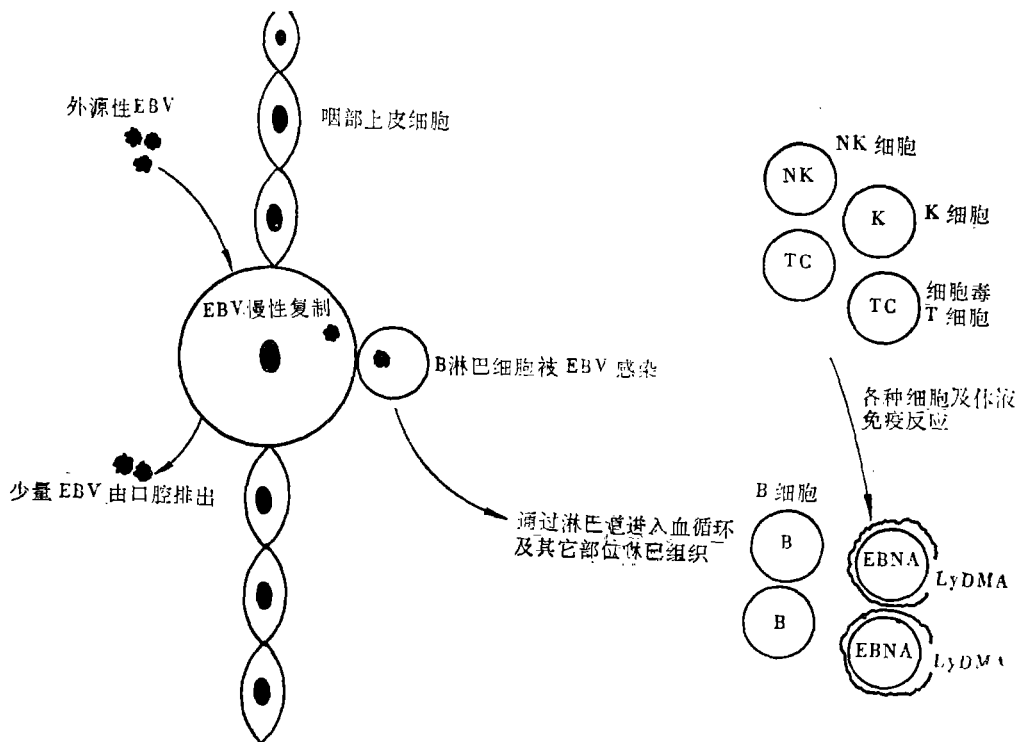 外源性EBV
咽部上皮细胞
EBV慢性复制
B淋巴细胞被 EBV 感染
少量EBV由口腔排出
通过淋巴道进入血循环
及其它部位淋巴组织
NK 细胞
NK
K
K 细胞
TC
TC
细胞毒
T 细胞
各种细胞及体液
免疫反应
B 细胞
B
EBNA
LyDMA
B
EBNA
LyDMA